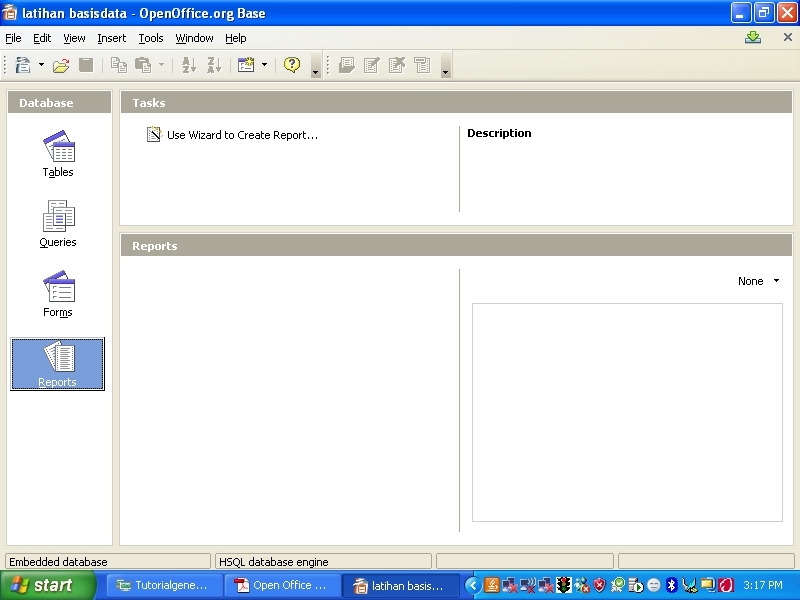 latihan basisdata - OpenOffice.org Base
File Edit View Insert Tools Window Help
Database
Tables
Queries
Forms
Reports
Tasks
Use Wizard to Create Report...
Description
Reports
None
Embedded database
HSQL database engine
start
Tutorialgene...
Open Office ...
latihan basis...
3:17 PM